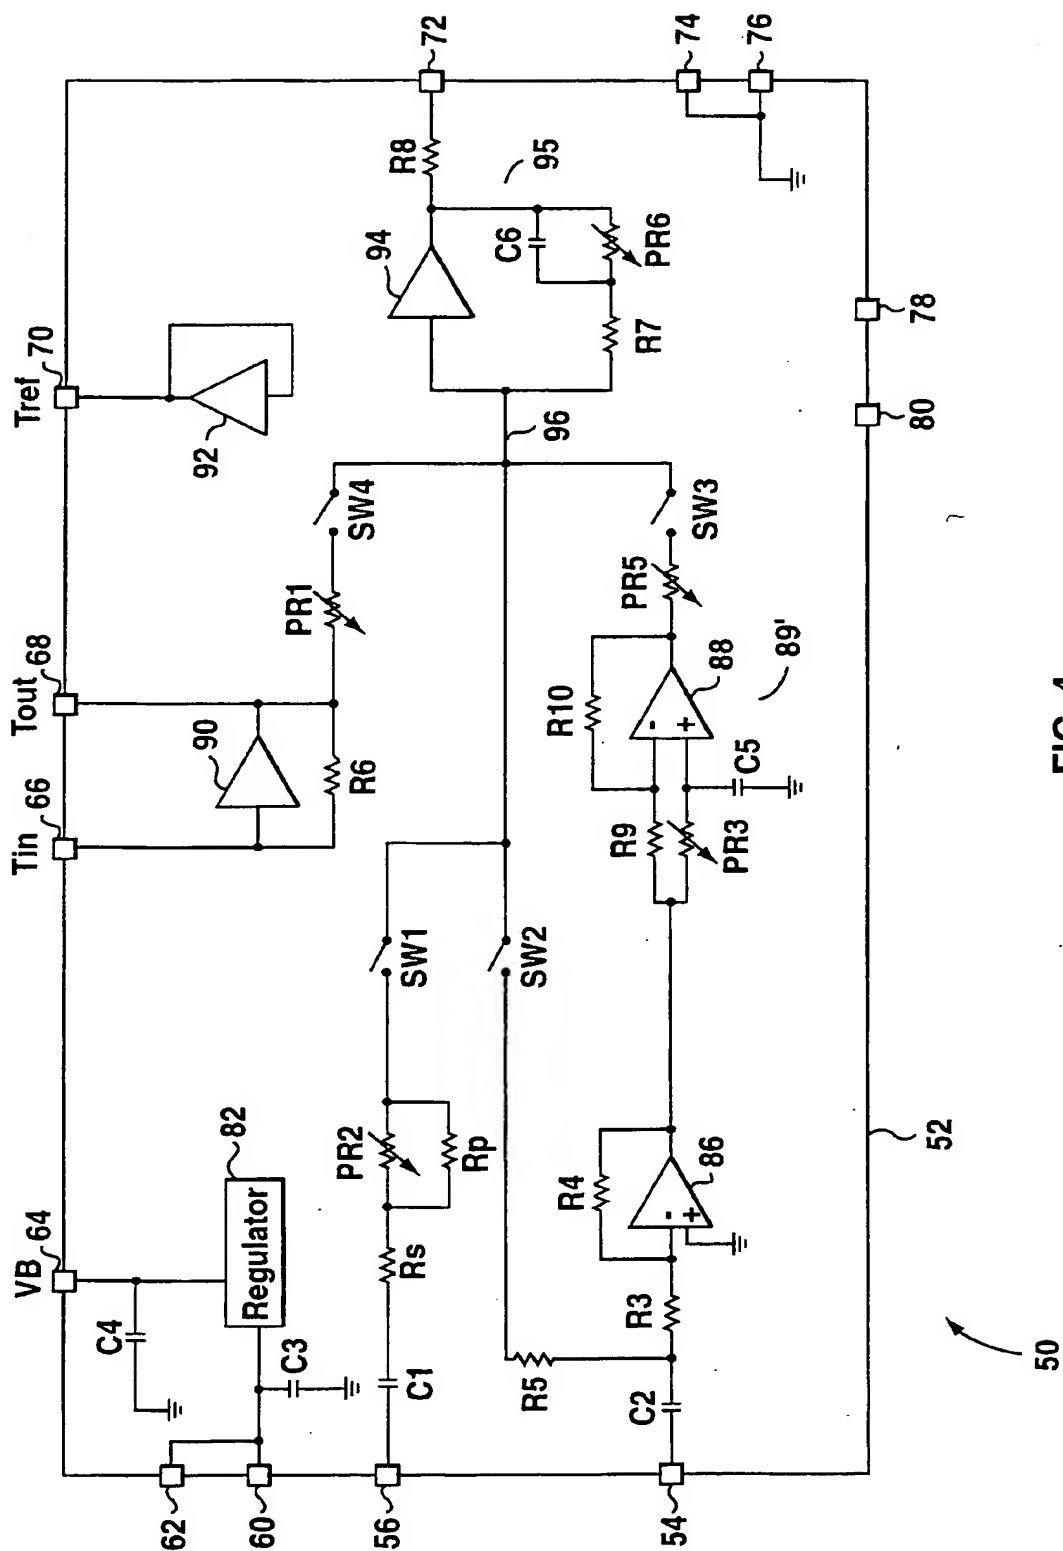 VB
64
Tin
66
Tout
68
Tref
70
C4
82
Regulator
C3
90
92
62
60
R6
PR1
SW4
PR2
Rs
Rp
C1
SW1
56
94
R8
72
95
C6
96
SW2
R5
R7
PR6
R4
R10
R9
PR5
C2
R3
-
+
86
-
+
88
SW3
54
PR3
C5
89'
74
76
52
80
78
50
FIG. 4